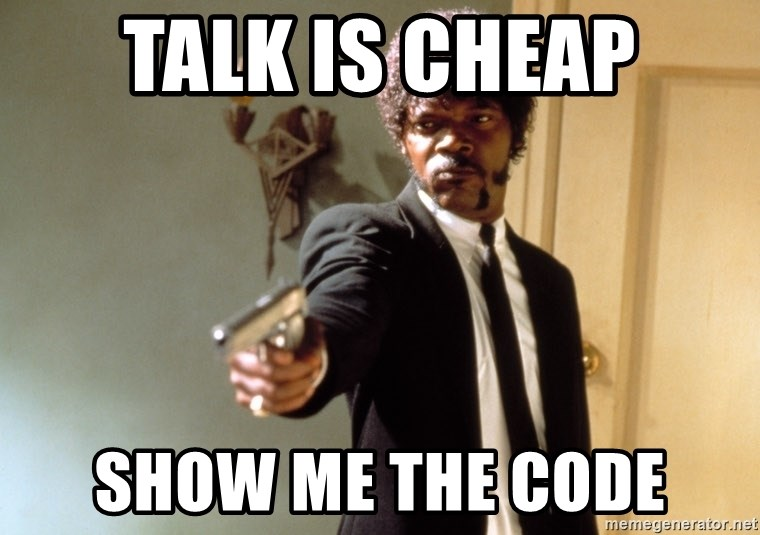 TALK IS CHEAP
SHOW ME THE CODE
memegenerator.net